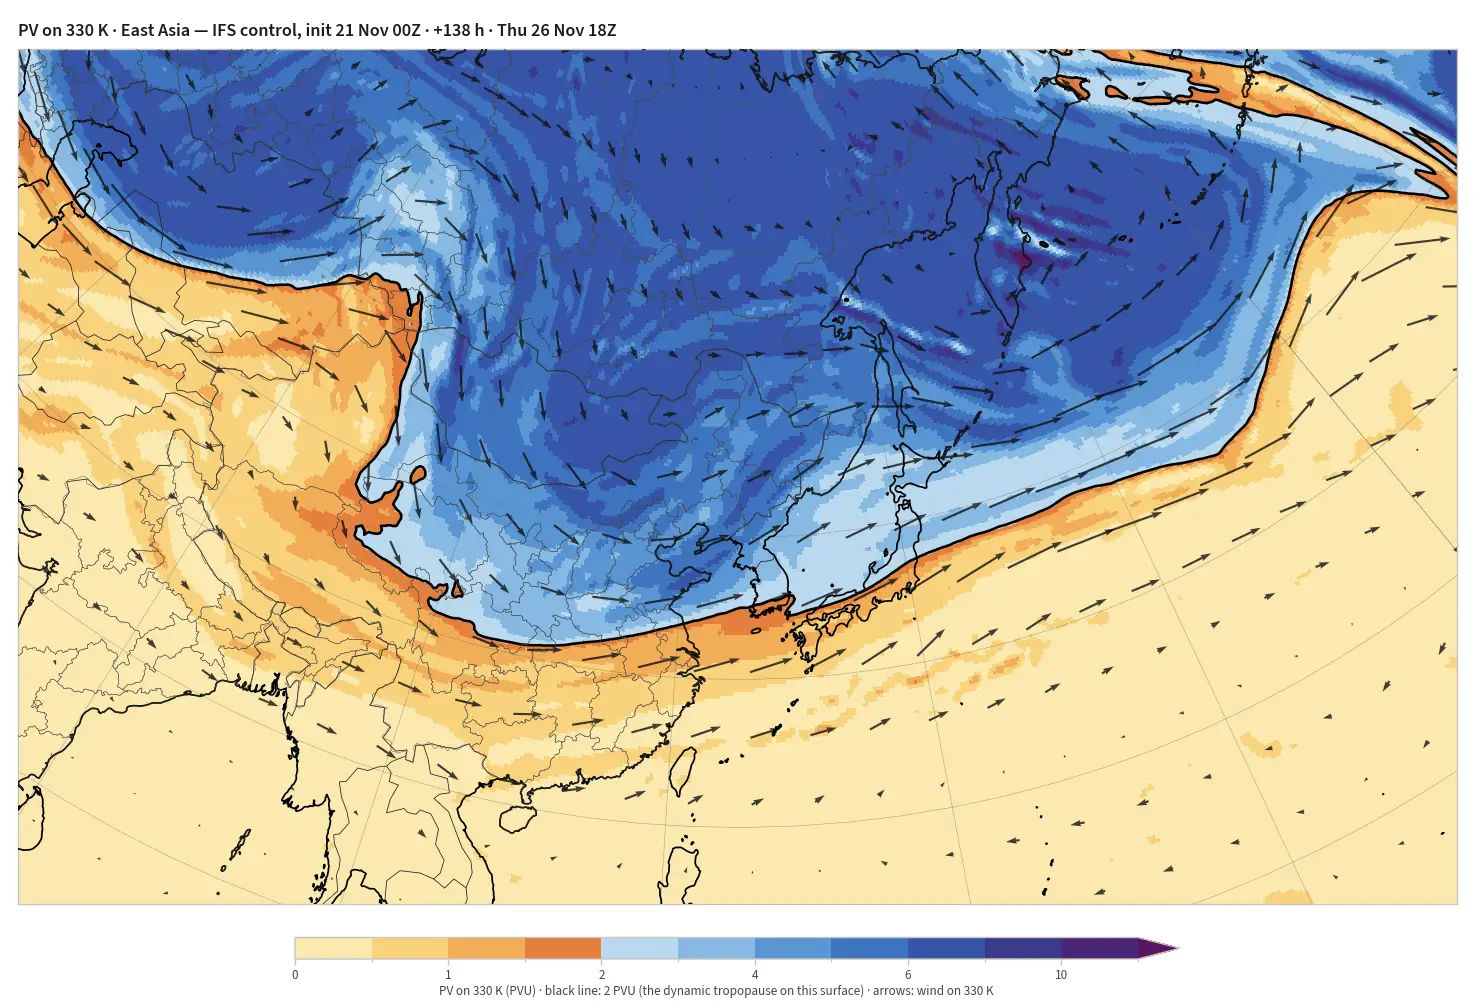 PV on 330 K · East Asia — IFS control, init 21 Nov 00Z · +138 h · Thu 26 Nov 18Z
0 1 2 4 6 10
PV on 330 K (PVU) · black line: 2 PVU (the dynamic tropopause on this surface) · arrows: wind on 330 K